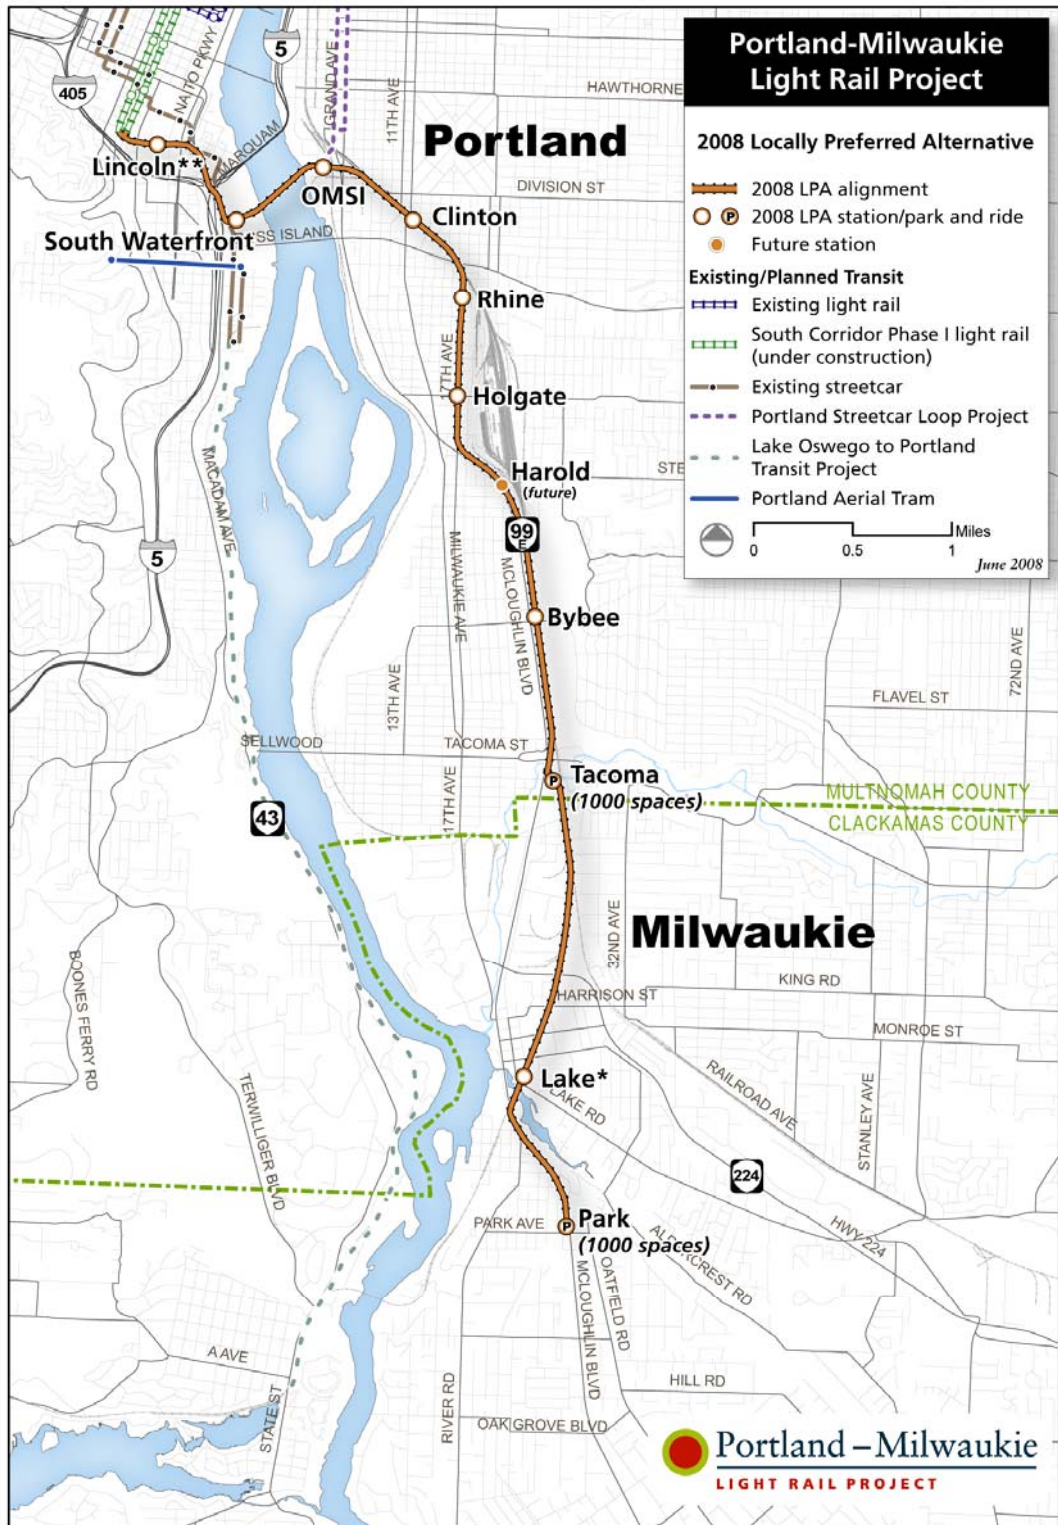 Portland-Milwaukie
Light Rail Project
2008 Locally Preferred Alternative
2008 LPA alignment
P
2008 LPA station/park and ride
Future station
Existing/Planned Transit
Existing light rail
South Corridor Phase I light rail
(under construction)
Existing streetcar
Portland Streetcar Loop Project
Lake Oswego to Portland
Transit Project
Portland Aerial Tram
Miles
0
0.5
1
June 2008
5
405
NAITO PKWY
GRAND AVE
11TH AVE
HAWTHORNE
Portland
MARQUAM
Lincoln**
OMSI
DIVISION ST
Clinton
South Waterfront
SS ISLAND
Rhine
17TH AVE
Holgate
Harold
(future)
STE
99
E
MACADAM AVE
5
MILWAUKIE AVE
MCLOUGHLIN BLVD
Bybee
72ND AVE
13TH AVE
FLAVEL ST
SELLWOOD
TACOMA ST
Tacoma
P
(1000 spaces)
17TH AVE
MULTNOMAH COUNTY
CLACKAMAS COUNTY
43
32ND AVE
Milwaukie
BOONES FERRY RD
KING RD
HARRISON ST
MONROE ST
Lake*
LAKE RD
RAILROAD AVE
STANLEY AVE
TERWILLIGER BLVD
224
HWY 224
PARK AVE
P
Park
(1000 spaces)
ALDERCREST RD
OATFIELD RD
MCLOUGHLIN BLVD
A AVE
STATE ST
RIVER RD
HILL RD
OAK GROVE BLVD
Portland – Milwaukie
LIGHT RAIL PROJECT